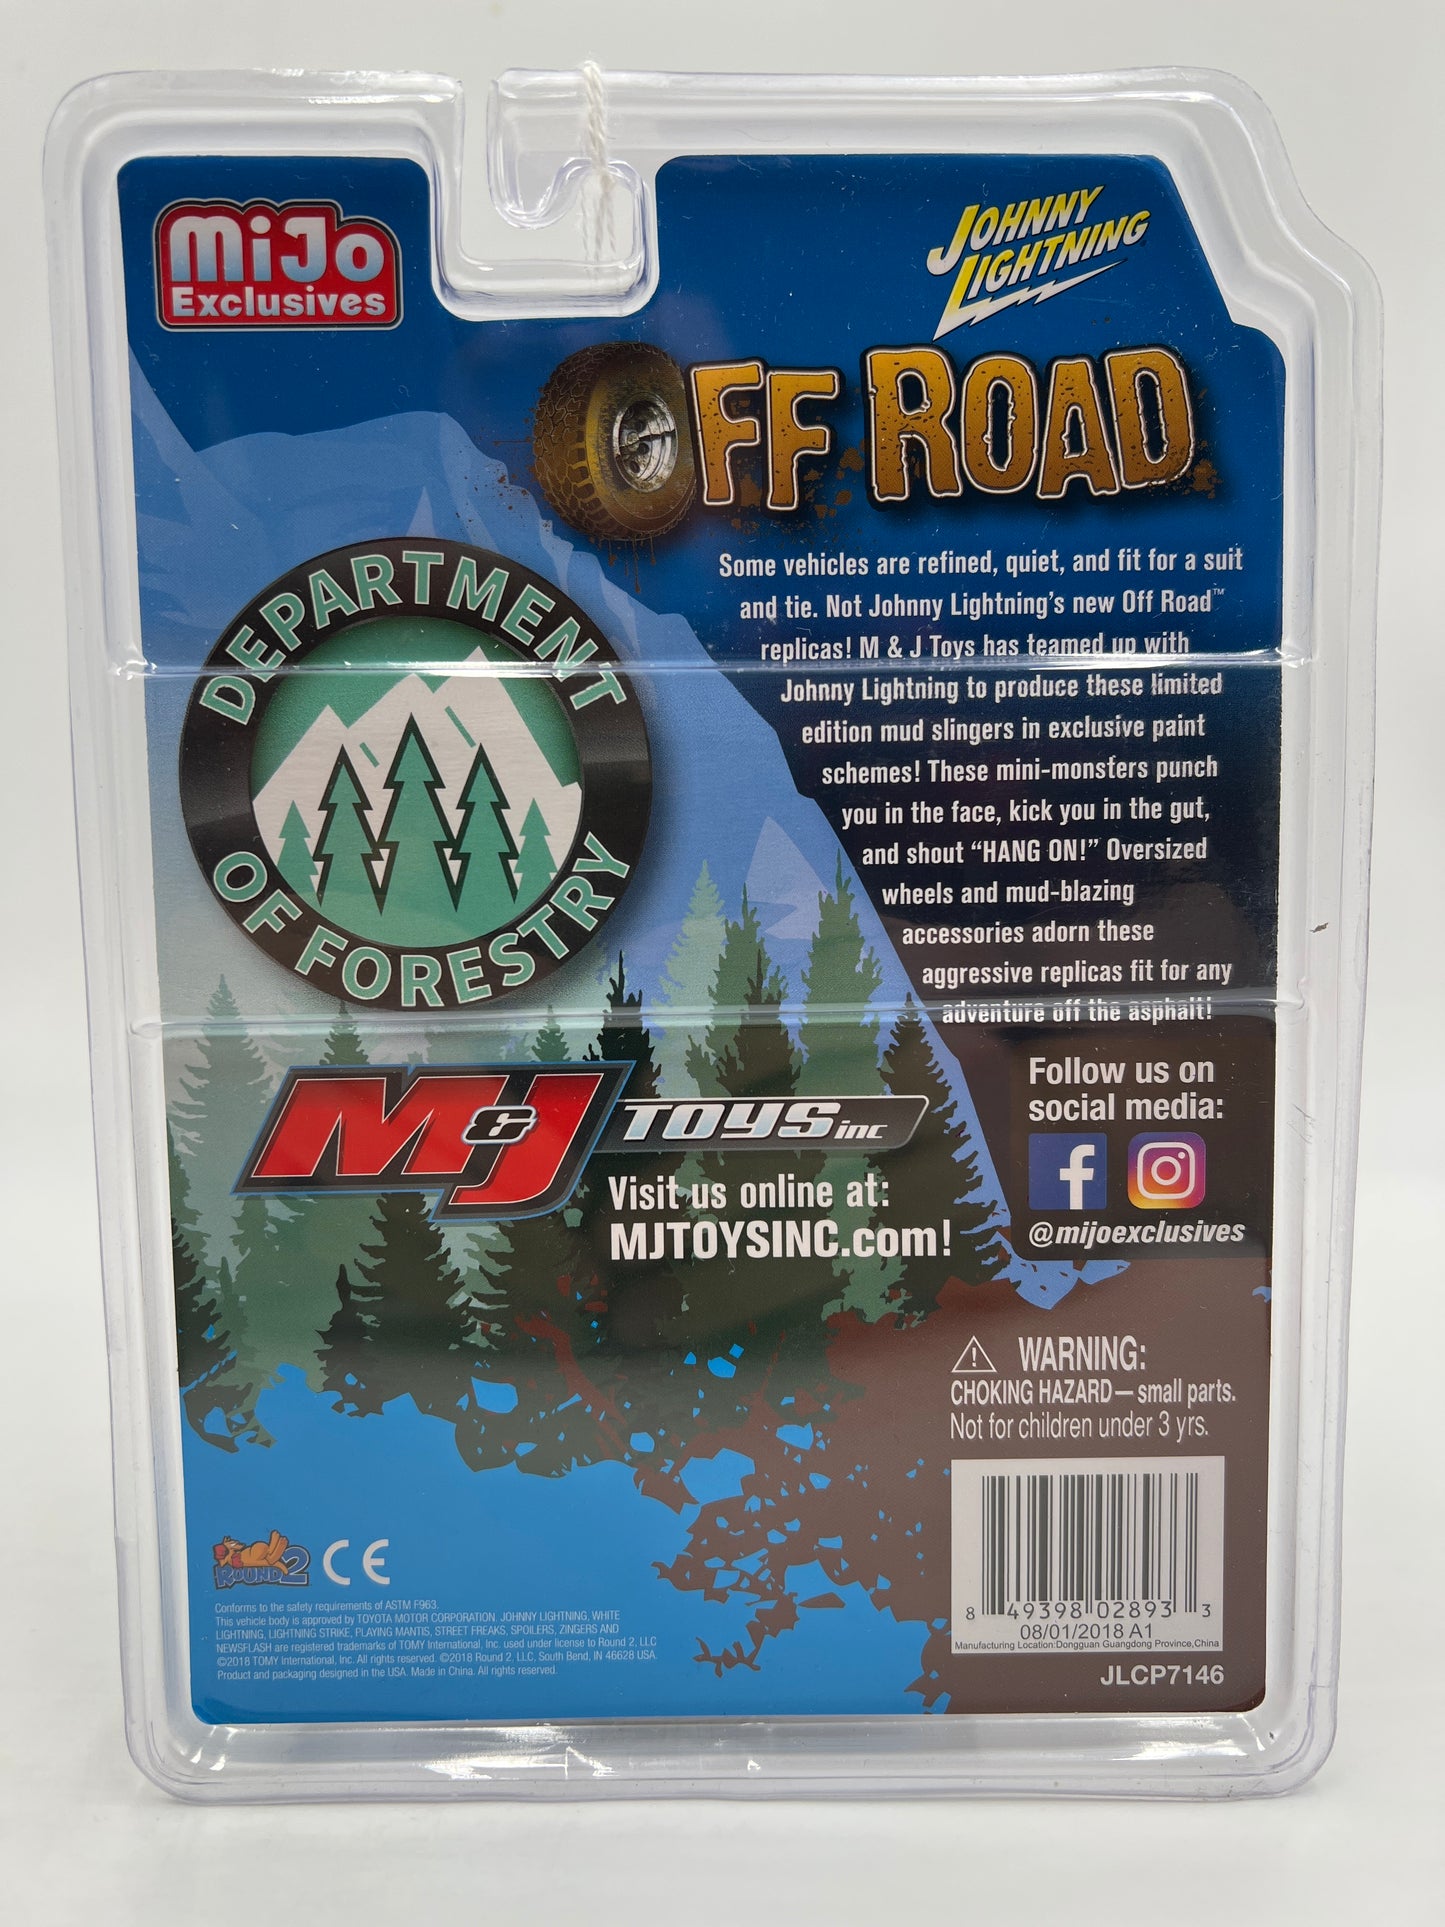 MiJo
Exclusives
JOHNNY
LIGHTNING
OFF ROAD
Some vehicles are refined, quiet, and fit for a suit
and tie. Not Johnny Lightning's new Off Road™
replicas! M & J Toys has teamed up with
Johnny Lightning to produce these limited
edition mud slingers in exclusive paint
schemes! These mini-monsters punch
you in the face, kick you in the gut,
and shout “HANG ON!” Oversized
wheels and mud-blazing
accessories adorn these
aggressive replicas fit for any
adventure off the asphalt!
DEPARTMENT
OF FORESTRY
M&J TOYS inc
Visit us online at:
MJTOYSINC.com!
Follow us on
social media:
@mijoexclusives
WARNING:
CHOKING HAZARD — small parts.
Not for children under 3 yrs.
8 49398 02893 3
08/01/2018 A1
Manufacturing Location:Dongguan Guangdong Province,China
JLCP7146
ROUND 2
CE
Conforms to the safety requirements of ASTM F963.
This vehicle body is approved by TOYOTA MOTOR CORPORATION. JOHNNY LIGHTNING, WHITE
LIGHTNING, LIGHTNING STRIKE, PLAYING MANTIS, STREET FREAKS, SPOILERS, ZINGERS AND
NEWSFLASH are registered trademarks of TOMY International, Inc. used under license to Round 2, LLC
©2018 TOMY International, Inc. All rights reserved. ©2018 Round 2, LLC, South Bend, IN 46628 USA.
Product and packaging designed in the USA. Made in China. All rights reserved.